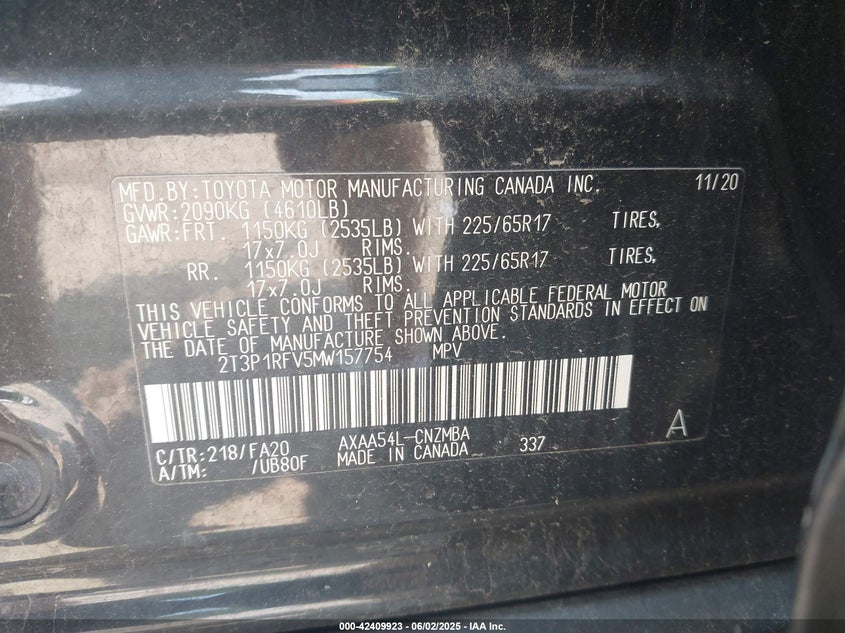 MFD.BY:TOYOTA MOTOR MANUFACTURING CANADA INC. 11/20
GVWR:2090KG (4610LB)
GAWR:FRT. 1150KG (2535LB) WITH 225/65R17 TIRES,
17x7.0J RIMS.
RR. 1150KG (2535LB) WITH 225/65R17 TIRES,
17x7.0J RIMS.
THIS VEHICLE CONFORMS TO ALL APPLICABLE FEDERAL MOTOR
VEHICLE SAFETY AND THEFT PREVENTION STANDARDS IN EFFECT ON
THE DATE OF MANUFACTURE SHOWN ABOVE.
2T3P1RFV5MW157754 MPV
C/TR:218/FA20 AXAA54L-CNZMBA 337 A
A/TM: /UB80F MADE IN CANADA
000-42409923 - 06/02/2025 - IAA Inc.